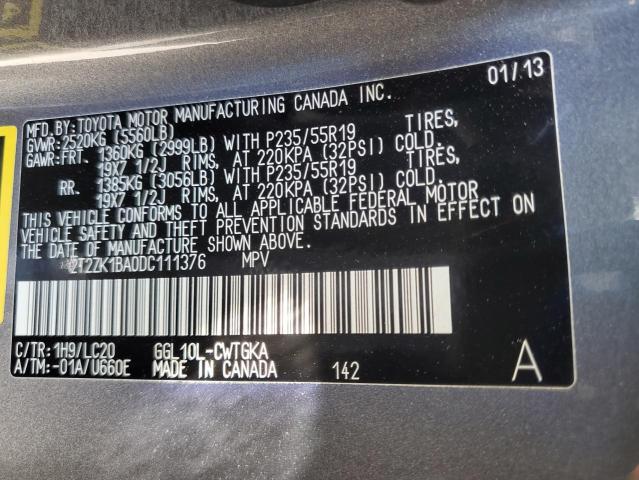 01/13
MFD. BY: TOYOTA MOTOR MANUFACTURING CANADA INC.
GVWR: 2520KG (5560LB)
GAWR: FRT. 1360KG (2999LB) WITH P235/55R19 TIRES,
19X7 1/2J RIMS, AT 220KPA (32PSI) COLD.
RR. 1385KG (3056LB) WITH P235/55R19 TIRES,
19X7 1/2J RIMS, AT 220KPA (32PSI) COLD.
THIS VEHICLE CONFORMS TO ALL APPLICABLE FEDERAL MOTOR
VEHICLE SAFETY AND THEFT PREVENTION STANDARDS IN EFFECT ON
THE DATE OF MANUFACTURE SHOWN ABOVE.
2T2ZK1BA0DC111376 MPV
C/TR: 1H9/LC20 GGL10L-CWTGKA
A/TM: -01A/U660E MADE IN CANADA 142 A